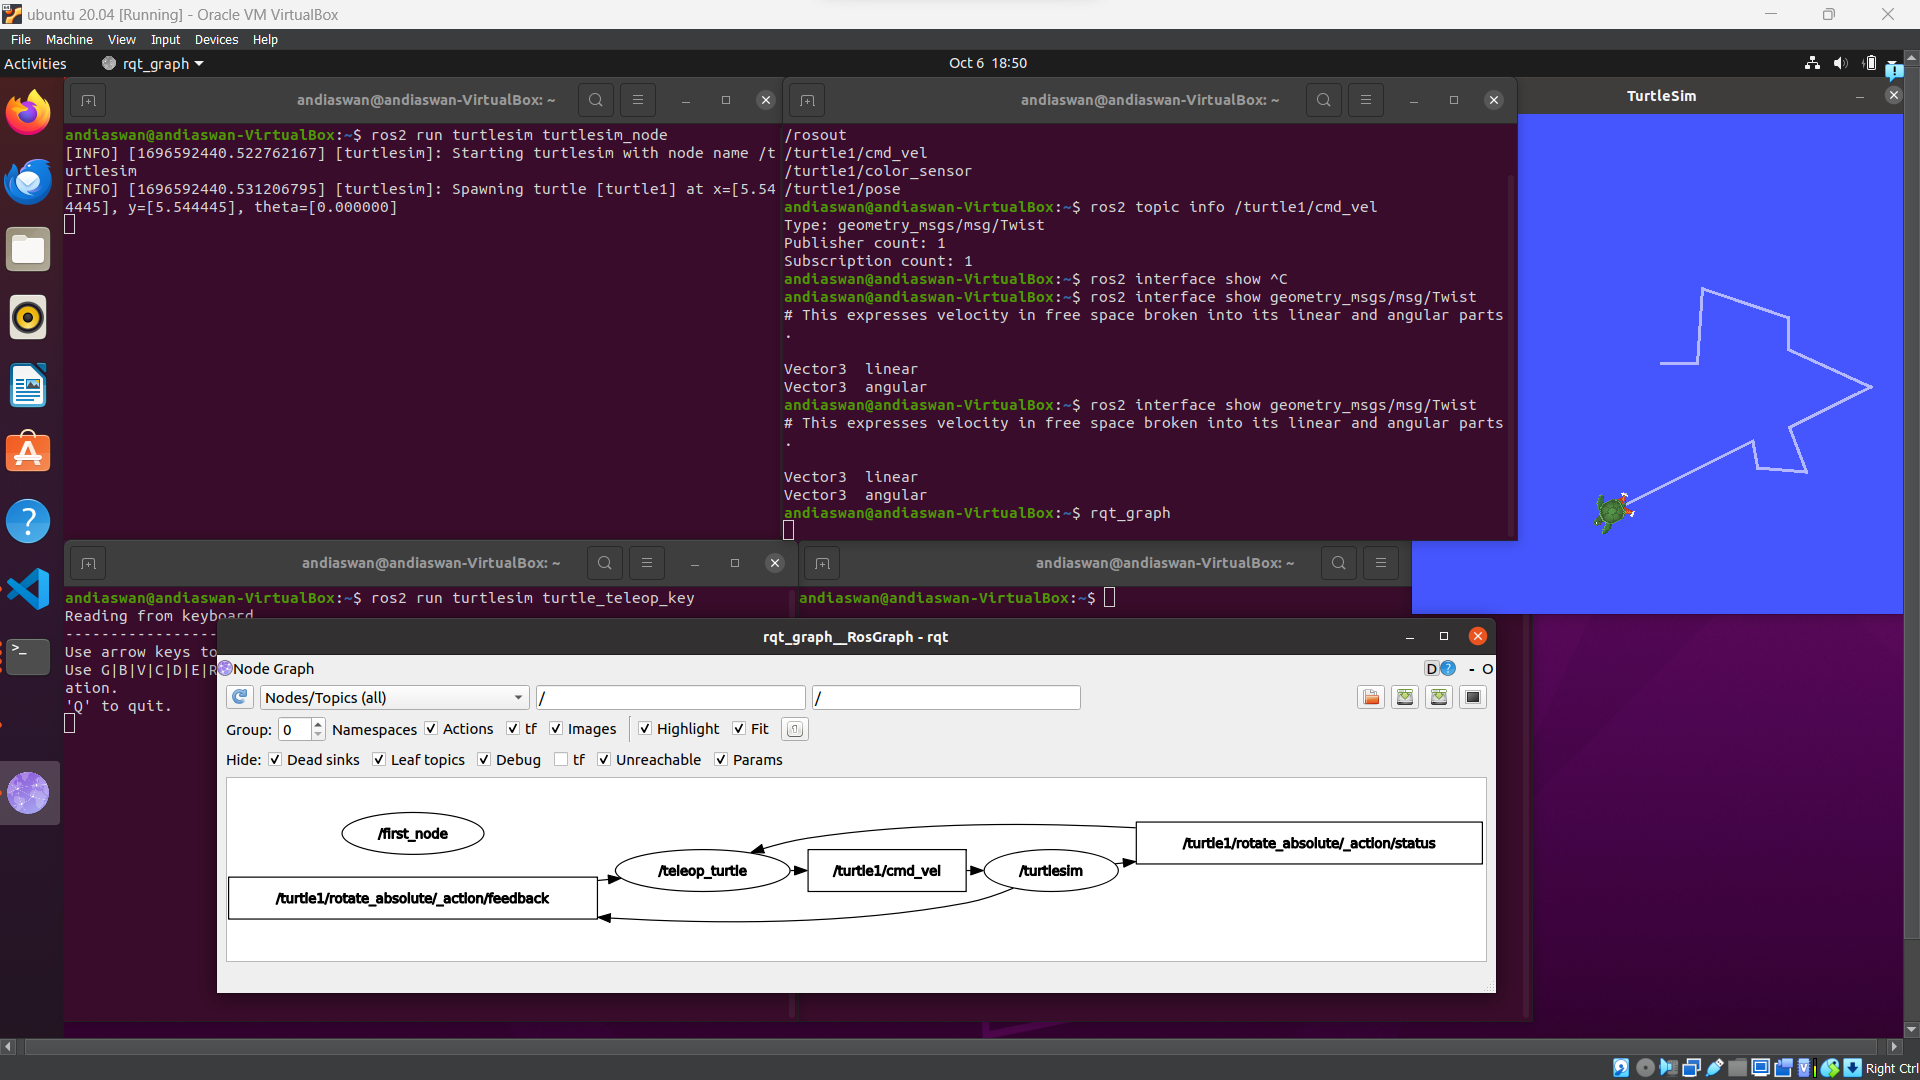 ubuntu 20.04 [Running] - Oracle VM VirtualBox
File Machine View Input Devices Help
Activities rqt_graph Oct 6 18:50
andiaswan@andiaswan-VirtualBox: ~
andiaswan@andiaswan-VirtualBox:~$ ros2 run turtlesim turtlesim_node
[INFO] [1696592440.522762167] [turtlesim]: Starting turtlesim with node name /t
urtlesim
[INFO] [1696592440.531206795] [turtlesim]: Spawning turtle [turtle1] at x=[5.54
4445], y=[5.544445], theta=[0.000000]
andiaswan@andiaswan-VirtualBox: ~
/rosout
/turtle1/cmd_vel
/turtle1/color_sensor
/turtle1/pose
andiaswan@andiaswan-VirtualBox:~$ ros2 topic info /turtle1/cmd_vel
Type: geometry_msgs/msg/Twist
Publisher count: 1
Subscription count: 1
andiaswan@andiaswan-VirtualBox:~$ ros2 interface show ^C
andiaswan@andiaswan-VirtualBox:~$ ros2 interface show geometry_msgs/msg/Twist
# This expresses velocity in free space broken into its linear and angular parts
.
Vector3  linear
Vector3  angular
andiaswan@andiaswan-VirtualBox:~$ ros2 interface show geometry_msgs/msg/Twist
# This expresses velocity in free space broken into its linear and angular parts
.
Vector3  linear
Vector3  angular
andiaswan@andiaswan-VirtualBox:~$ rqt_graph
TurtleSim
andiaswan@andiaswan-VirtualBox: ~
andiaswan@andiaswan-VirtualBox:~$ ros2 run turtlesim turtle_teleop_key
Reading from keyboard
---------------------
Use arrow keys to
Use G|B|V|C|D|E|R
ation.
'Q' to quit.
andiaswan@andiaswan-VirtualBox: ~
andiaswan@andiaswan-VirtualBox:~$
rqt_graph__RosGraph - rqt
Node Graph D ? - O
Nodes/Topics (all) / /
Group: 0 Namespaces Actions tf Images Highlight Fit
Hide: Dead sinks Leaf topics Debug tf Unreachable Params
/first_node
/turtle1/rotate_absolute/_action/status
/teleop_turtle
/turtle1/cmd_vel
/turtlesim
/turtle1/rotate_absolute/_action/feedback
Right Ctrl